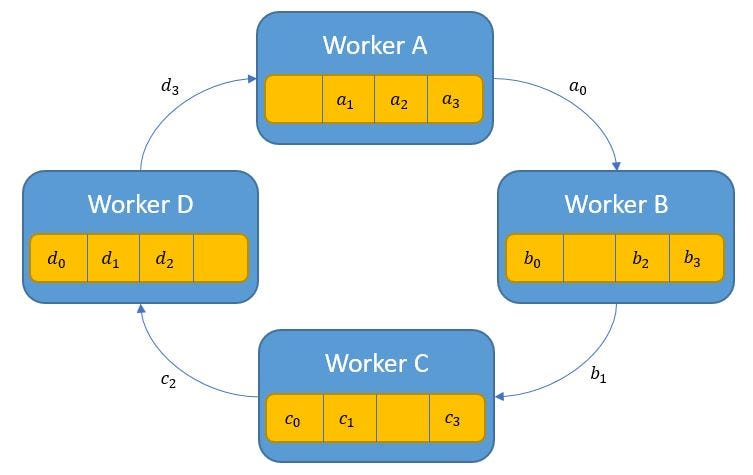 Worker A
a₁ a₂ a₃
d₃
a₀
Worker D
d₀ d₁ d₂
Worker B
b₀ b₂ b₃
Worker C
c₀ c₁ c₃
c₂
b₁